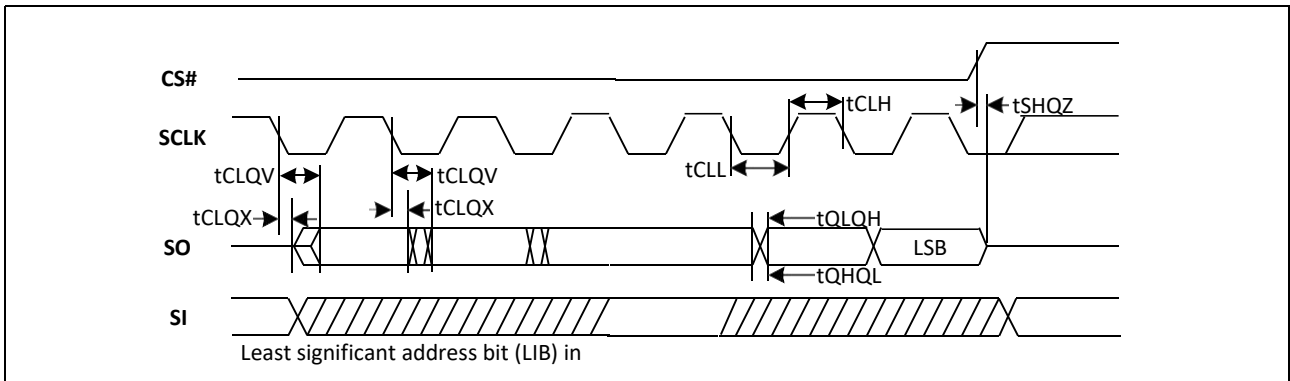 CS#
tCLH
tSHQZ
SCLK
tCLL
tCLQV
tCLQV
tCLQX
tCLQX
tQLQH
SO
LSB
tQHQL
SI
Least significant address bit (LIB) in